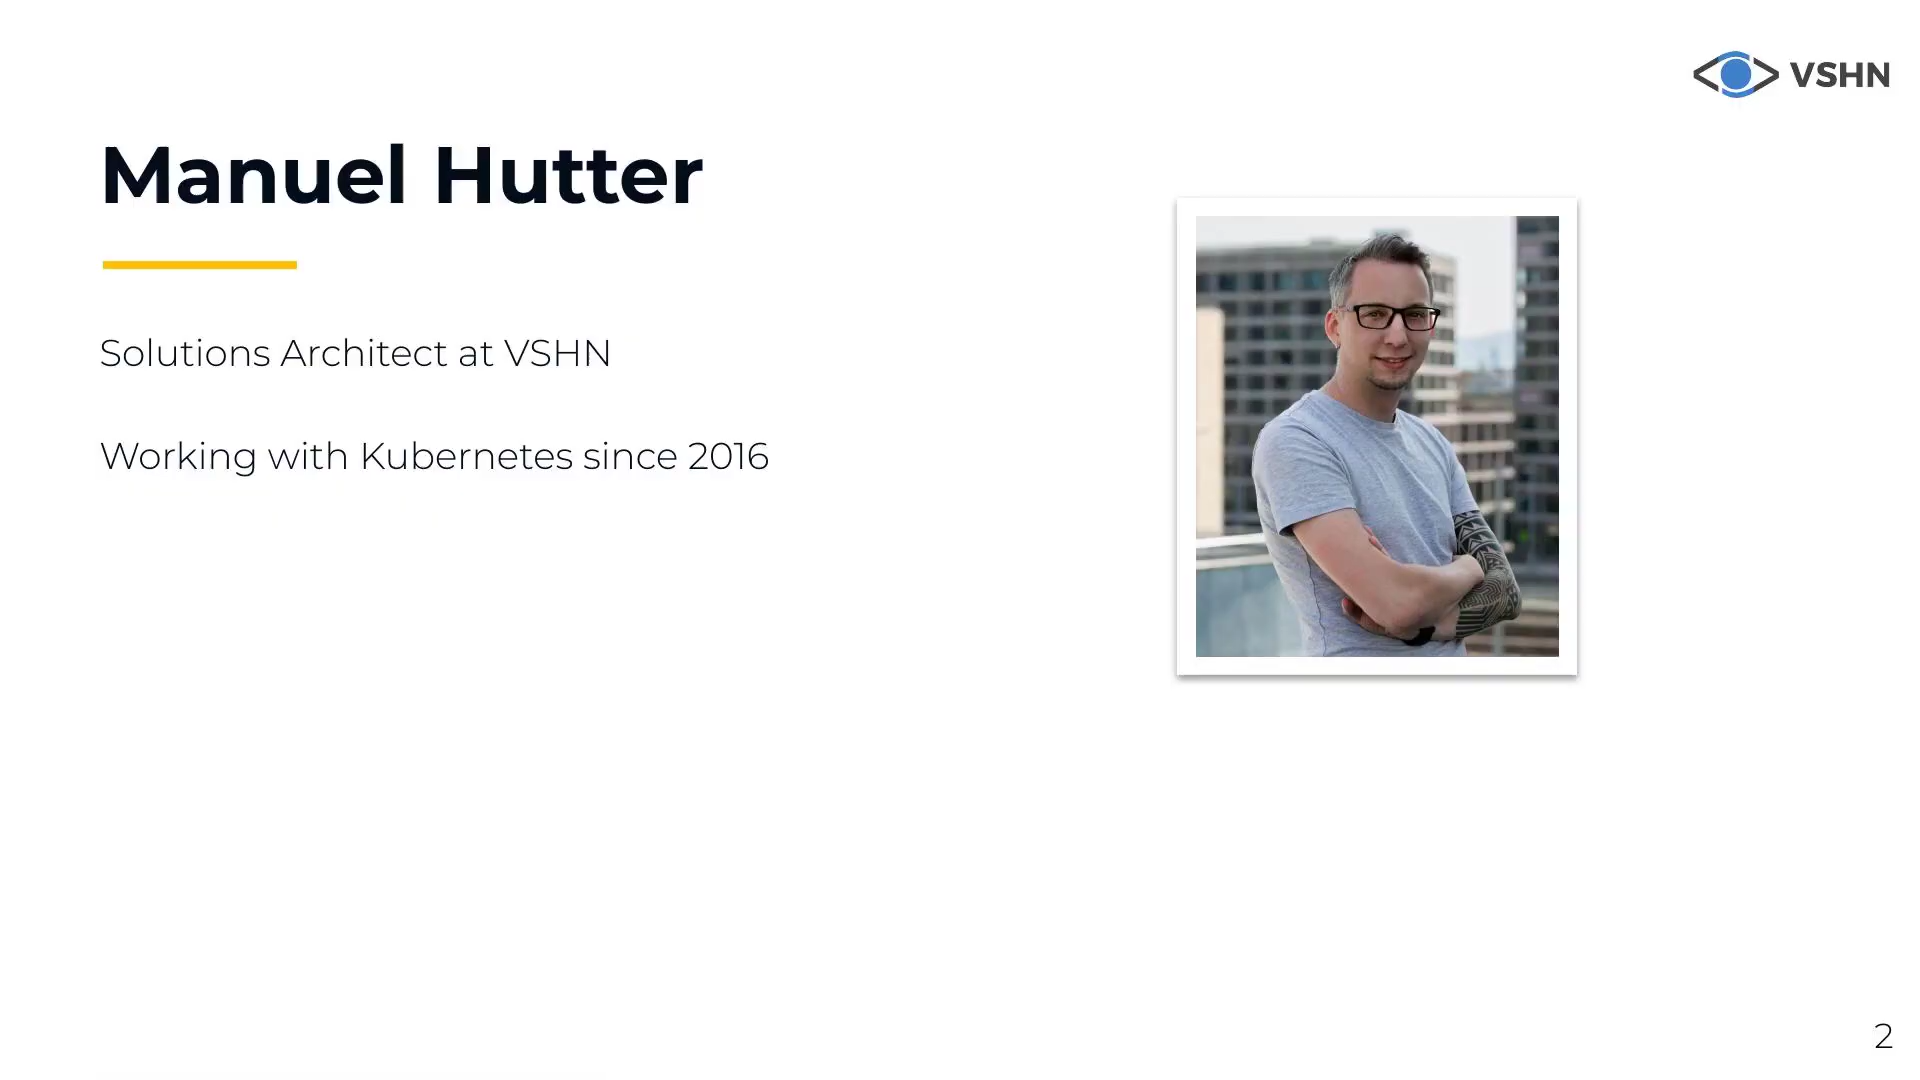 VSHN
Manuel Hutter
Solutions Architect at VSHN
Working with Kubernetes since 2016
2